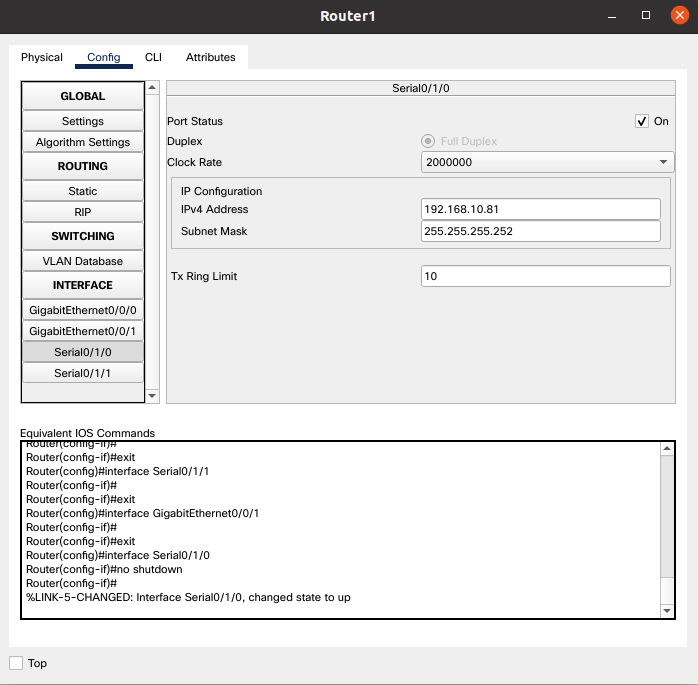 Router1
Physical Config CLI Attributes
GLOBAL
Settings
Algorithm Settings
ROUTING
Static
RIP
SWITCHING
VLAN Database
INTERFACE
GigabitEthernet0/0/0
GigabitEthernet0/0/1
Serial0/1/0
Serial0/1/1
Serial0/1/0
Port Status On
Duplex Full Duplex
Clock Rate 2000000
IP Configuration
IPv4 Address 192.168.10.81
Subnet Mask 255.255.255.252
Tx Ring Limit 10
Equivalent IOS Commands
Router(config-if)#
Router(config-if)#exit
Router(config)#interface Serial0/1/1
Router(config-if)#
Router(config-if)#exit
Router(config)#interface GigabitEthernet0/0/1
Router(config-if)#
Router(config-if)#exit
Router(config)#interface Serial0/1/0
Router(config-if)#no shutdown
Router(config-if)#
%LINK-5-CHANGED: Interface Serial0/1/0, changed state to up
Top